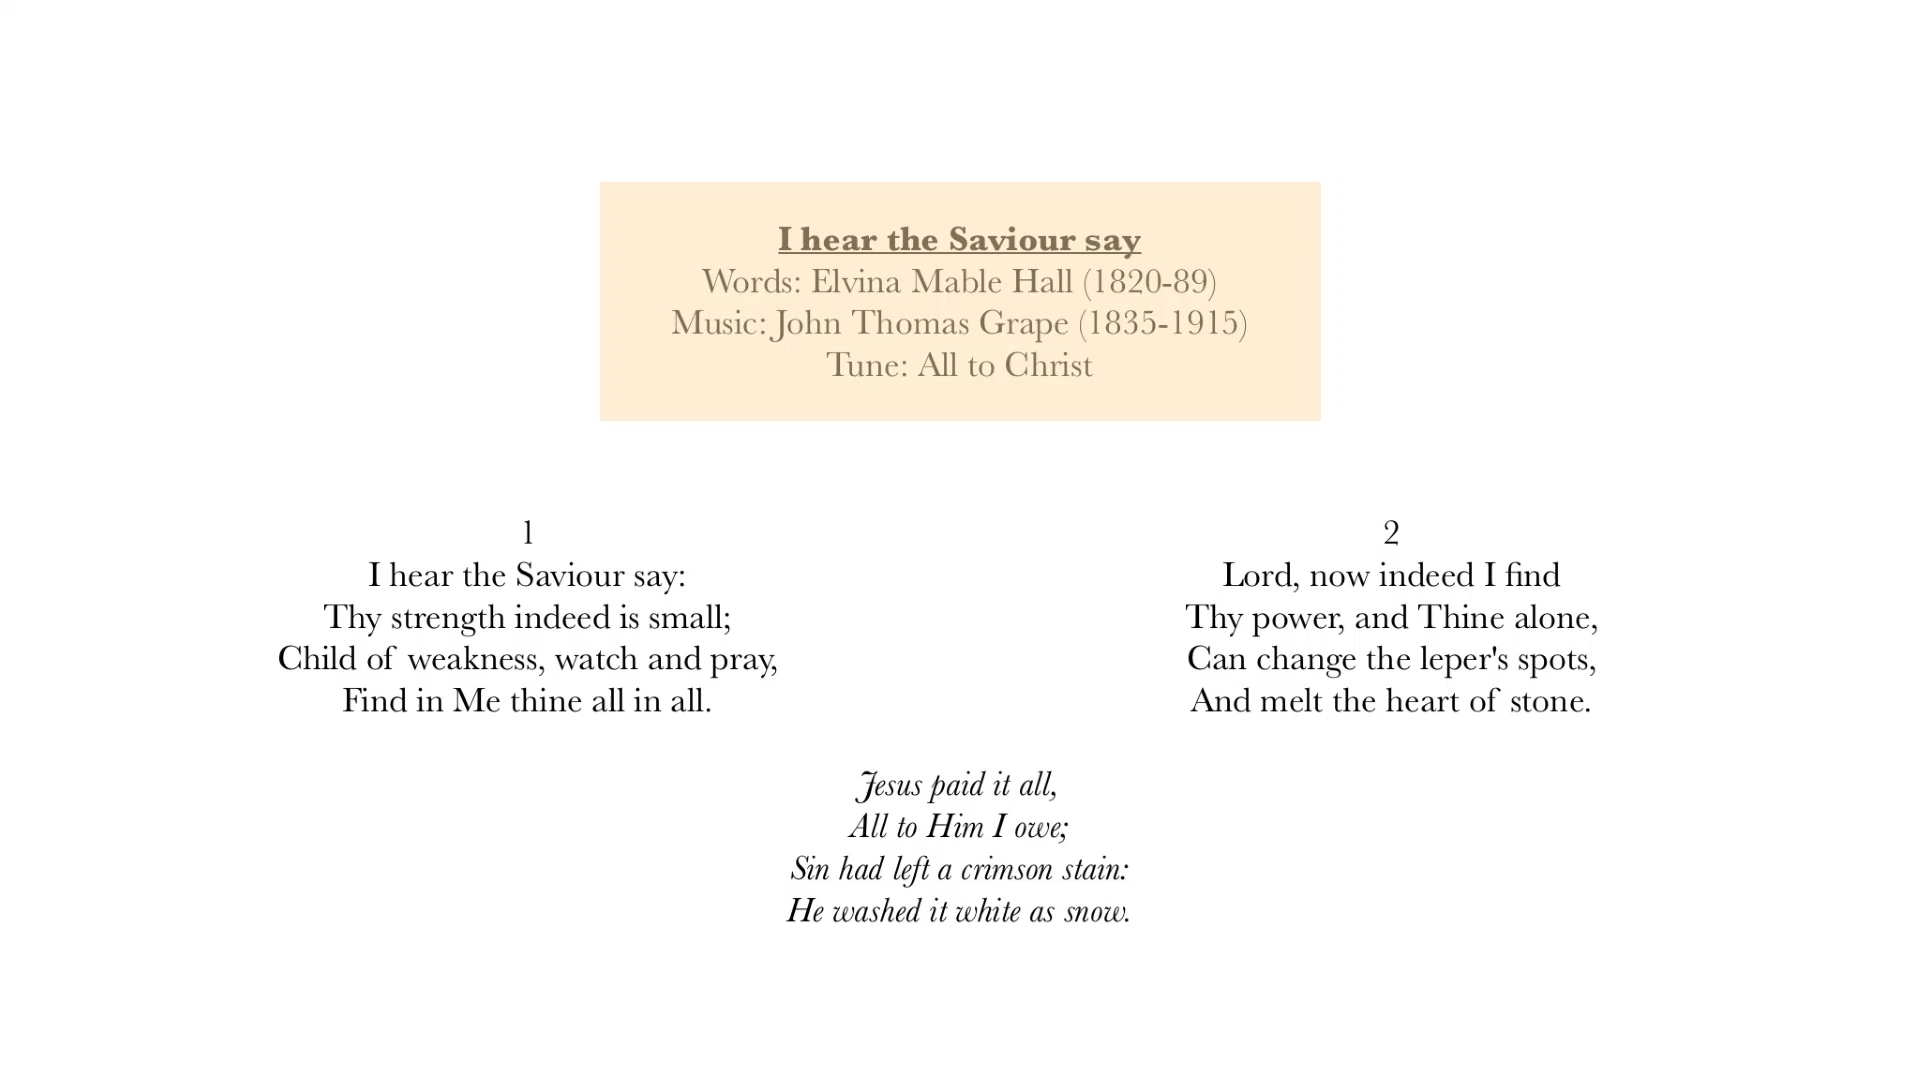 I hear the Saviour say
Words: Elvina Mable Hall (1820-89)
Music: John Thomas Grape (1835-1915)
Tune: All to Christ
1
I hear the Saviour say:
Thy strength indeed is small;
Child of weakness, watch and pray,
Find in Me thine all in all.
2
Lord, now indeed I find
Thy power, and Thine alone,
Can change the leper's spots,
And melt the heart of stone.
Jesus paid it all,
All to Him I owe;
Sin had left a crimson stain:
He washed it white as snow.